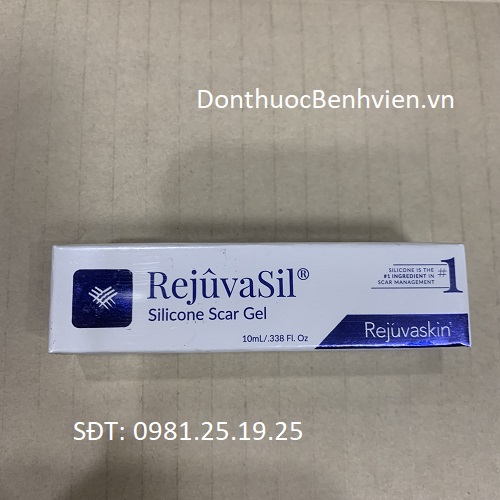 DonthuocBenhvien.vn
RejûvaSil®
Silicone Scar Gel
10mL/.338 Fl. Oz
SILICONE IS THE
#1 INGREDIENT IN
SCAR MANAGEMENT
#1
Rejûvaskin
SĐT: 0981.25.19.25